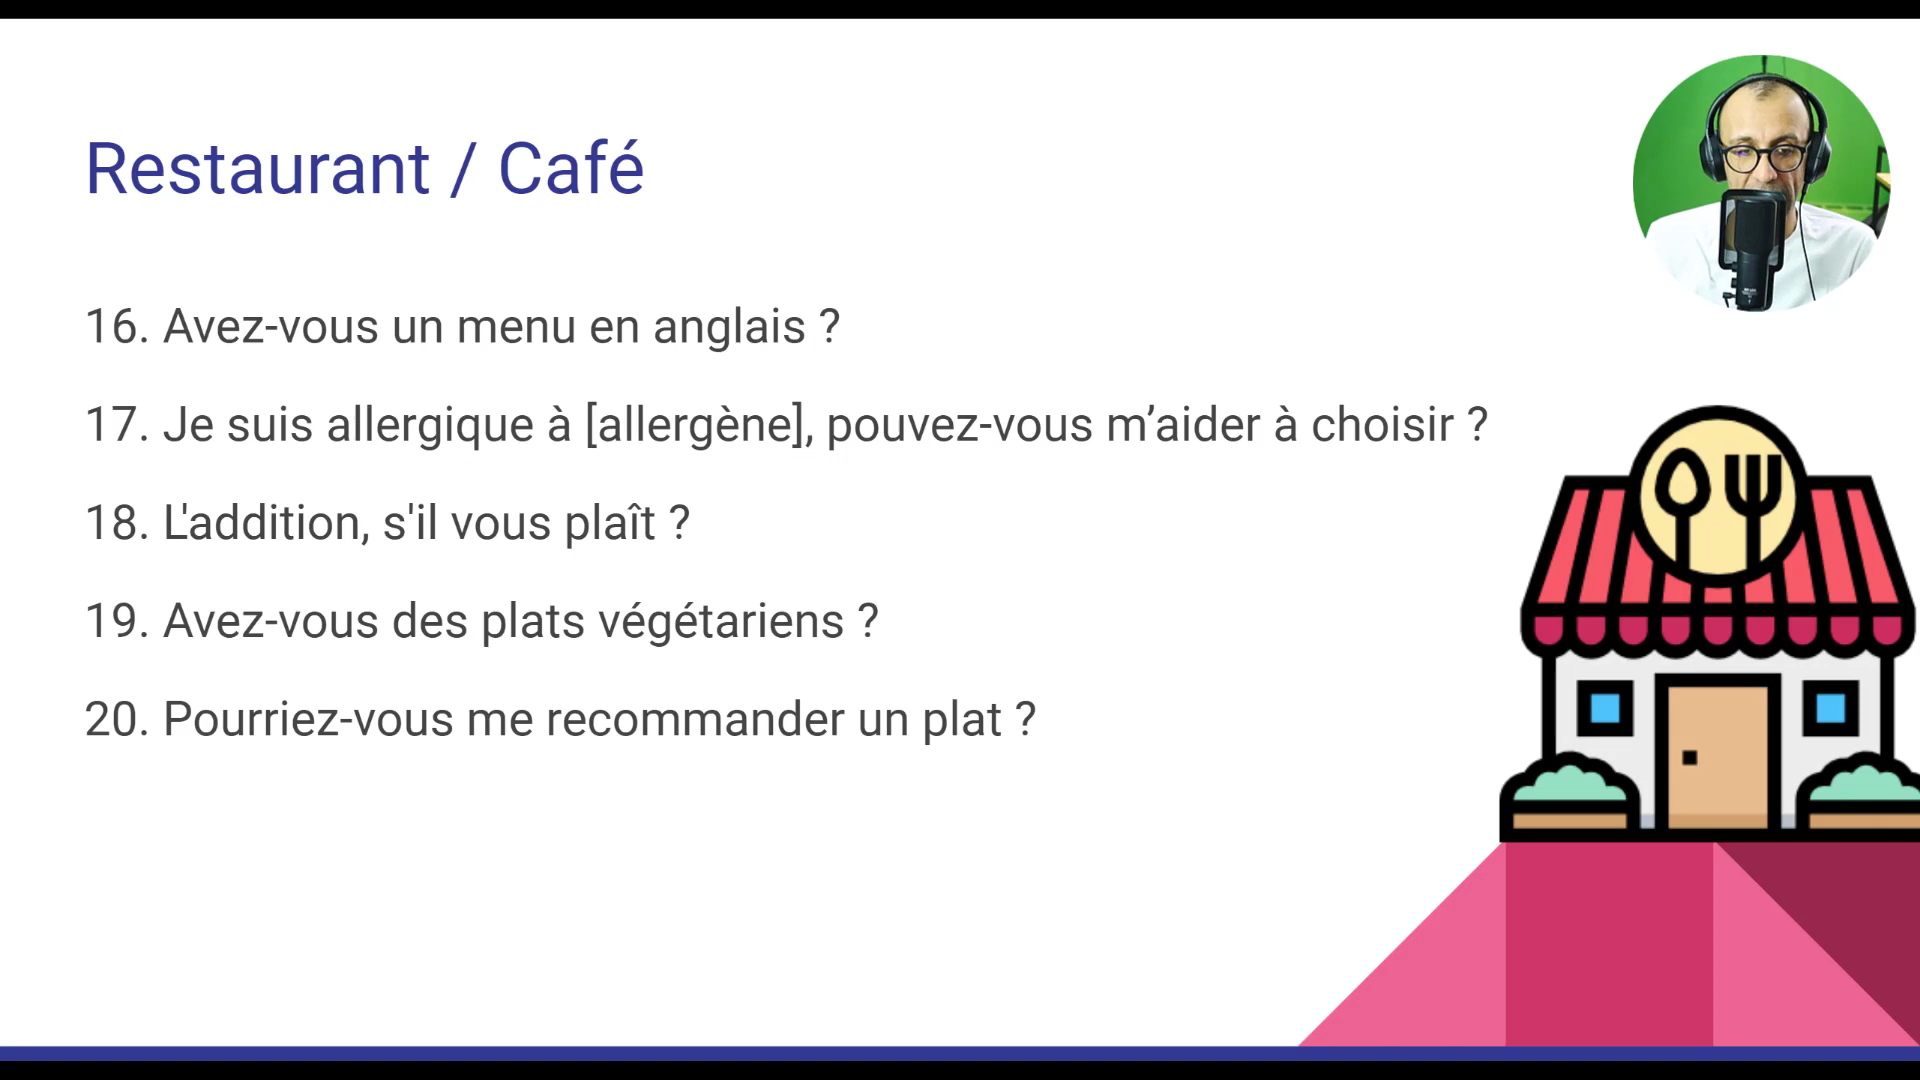 Restaurant / Café
16. Avez-vous un menu en anglais ?
17. Je suis allergique à [allergène], pouvez-vous m’aider à choisir ?
18. L'addition, s'il vous plaît ?
19. Avez-vous des plats végétariens ?
20. Pourriez-vous me recommander un plat ?